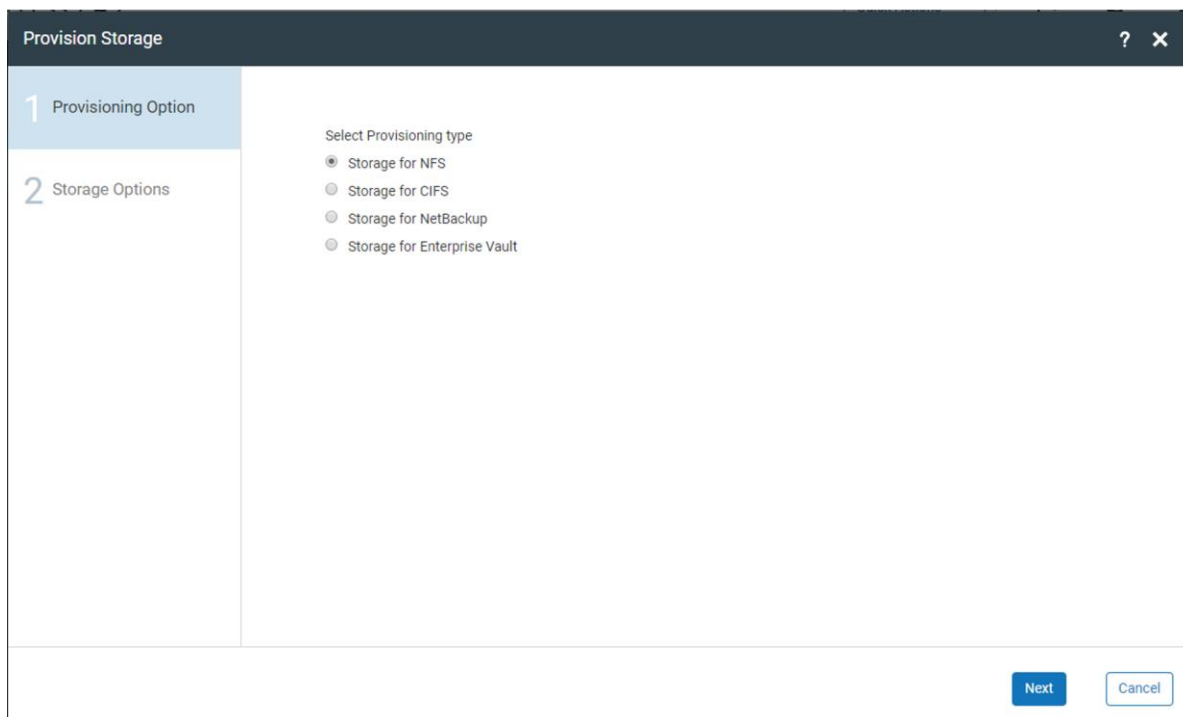 Provision Storage
? ×
1 Provisioning Option
2 Storage Options
Select Provisioning type
Storage for NFS
Storage for CIFS
Storage for NetBackup
Storage for Enterprise Vault
Next
Cancel